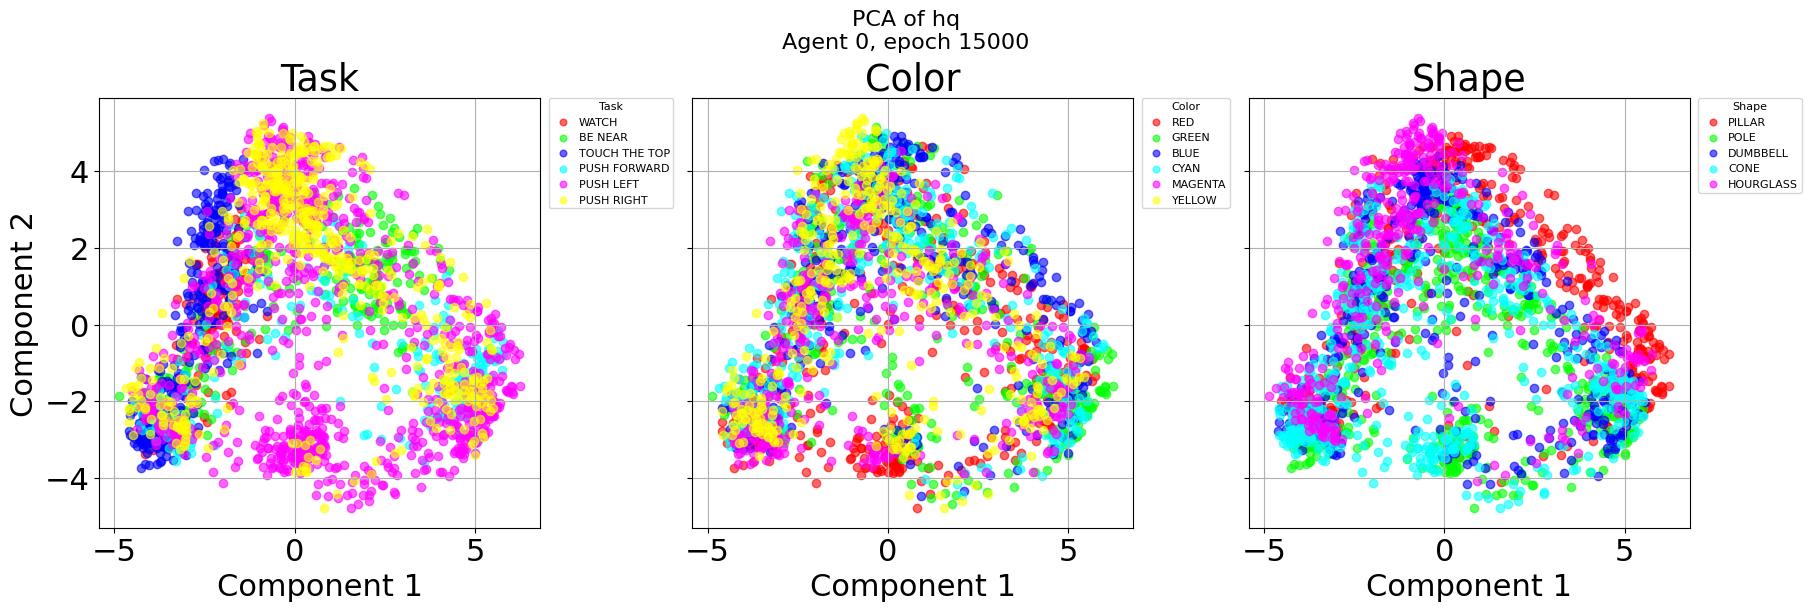 PCA of hq
Agent 0, epoch 15000
Task
Color
Shape
Task
WATCH
BE NEAR
TOUCH THE TOP
PUSH FORWARD
PUSH LEFT
PUSH RIGHT
Color
RED
GREEN
BLUE
CYAN
MAGENTA
YELLOW
Shape
PILLAR
POLE
DUMBBELL
CONE
HOURGLASS
Component 2
4
2
0
−2
−4
−5 0 5
−5 0 5
−5 0 5
Component 1
Component 1
Component 1